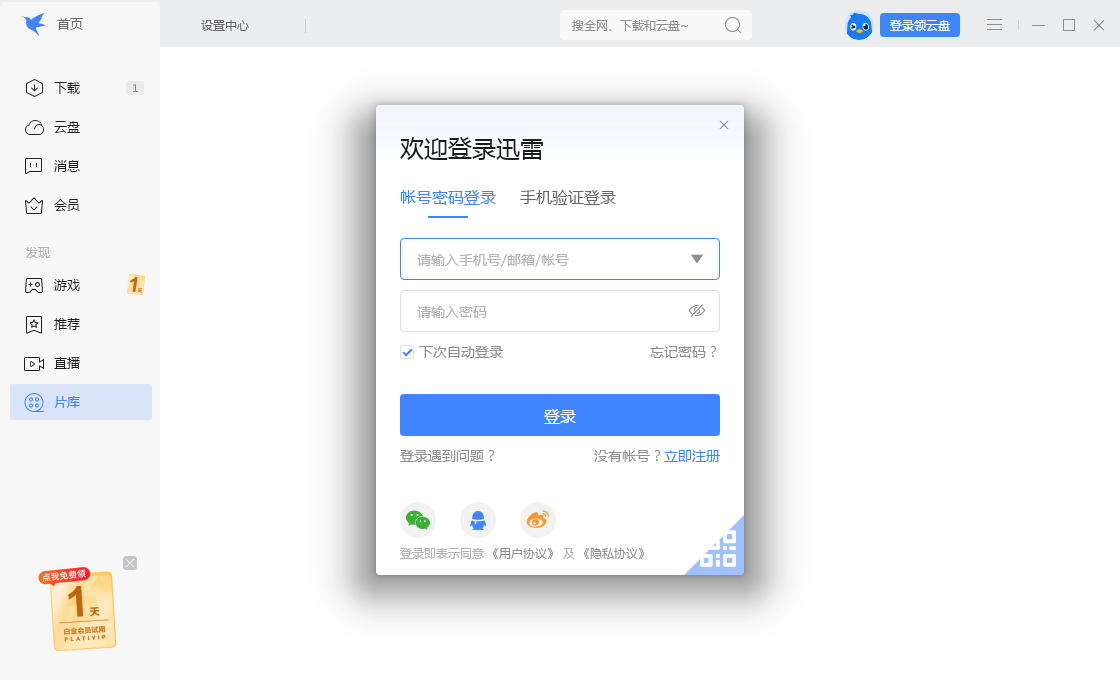 首页
设置中心
搜全网、下载和云盘~
登录领云盘
下载
1
云盘
消息
会员
发现
游戏
1天
推荐
直播
片库
欢迎登录迅雷
帐号密码登录 手机验证登录
请输入手机号/邮箱/帐号
请输入密码
下次自动登录 忘记密码？
登录
登录遇到问题？ 没有帐号？立即注册
登录即表示同意《用户协议》 及 《隐私协议》
点我免费领
1天
白金会员试用
PLATIVIP